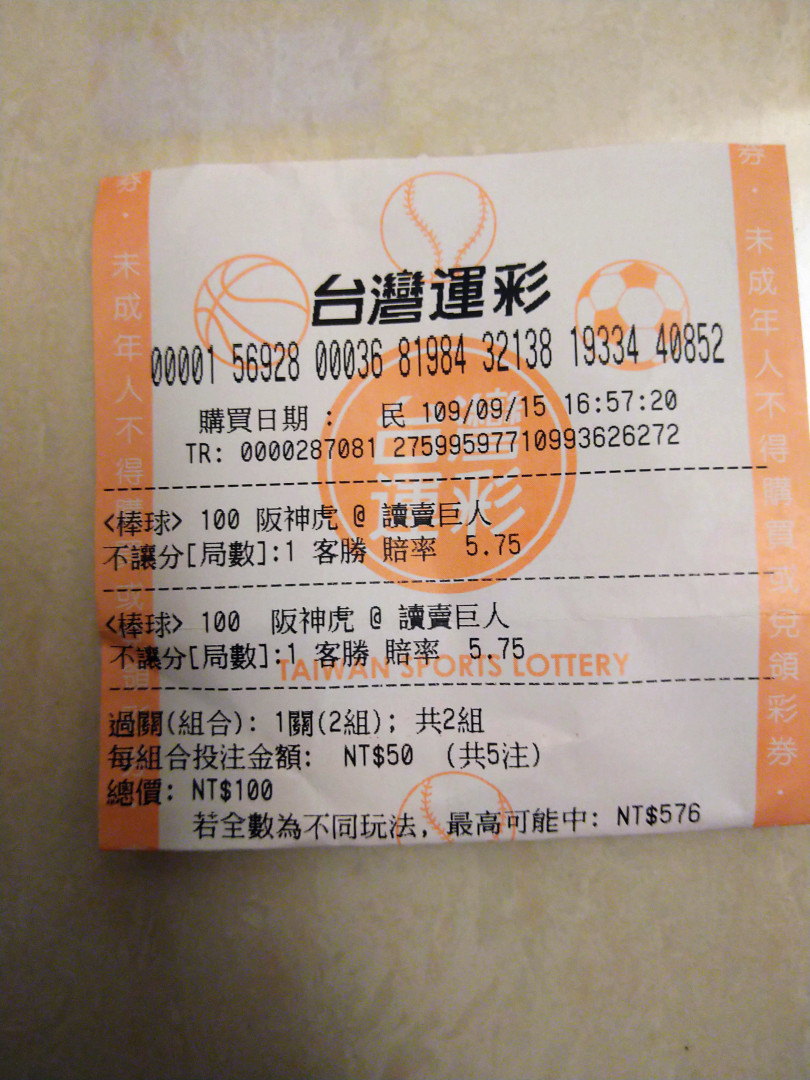 台灣運彩
00001 56928 00036 81984 32138 19334 40852
購買日期： 民 109/09/15 16:57:20
TR: 0000287081 27599597710993626272
<棒球> 100 阪神虎 @ 讀賣巨人
不讓分[局數]:1 客勝 賠率 5.75
<棒球> 100 阪神虎 @ 讀賣巨人
不讓分[局數]:1 客勝 賠率 5.75
TAIWAN SPORTS LOTTERY
過關(組合): 1關(2組); 共2組
每組合投注金額: NT$50 (共5注)
總價: NT$100
若全數為不同玩法, 最高可能中: NT$576
台灣運彩
券・未成年人不得購買或兌領彩券・